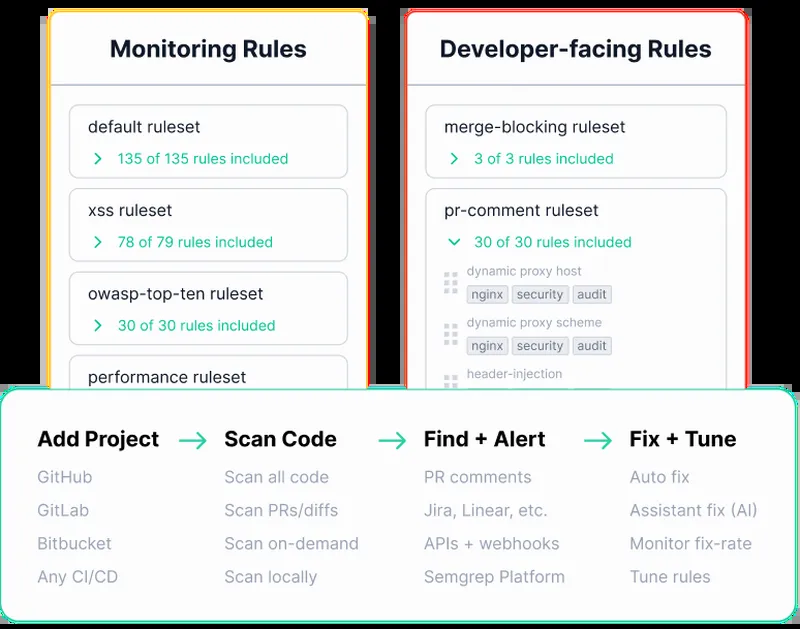 Monitoring Rules
default ruleset
135 of 135 rules included
xss ruleset
78 of 79 rules included
owasp-top-ten ruleset
30 of 30 rules included
performance ruleset
Developer-facing Rules
merge-blocking ruleset
3 of 3 rules included
pr-comment ruleset
30 of 30 rules included
dynamic proxy host
nginx security audit
dynamic proxy scheme
nginx security audit
header-injection
Add Project
GitHub
GitLab
Bitbucket
Any CI/CD
Scan Code
Scan all code
Scan PRs/diffs
Scan on-demand
Scan locally
Find + Alert
PR comments
Jira, Linear, etc.
APIs + webhooks
Semgrep Platform
Fix + Tune
Auto fix
Assistant fix (AI)
Monitor fix-rate
Tune rules